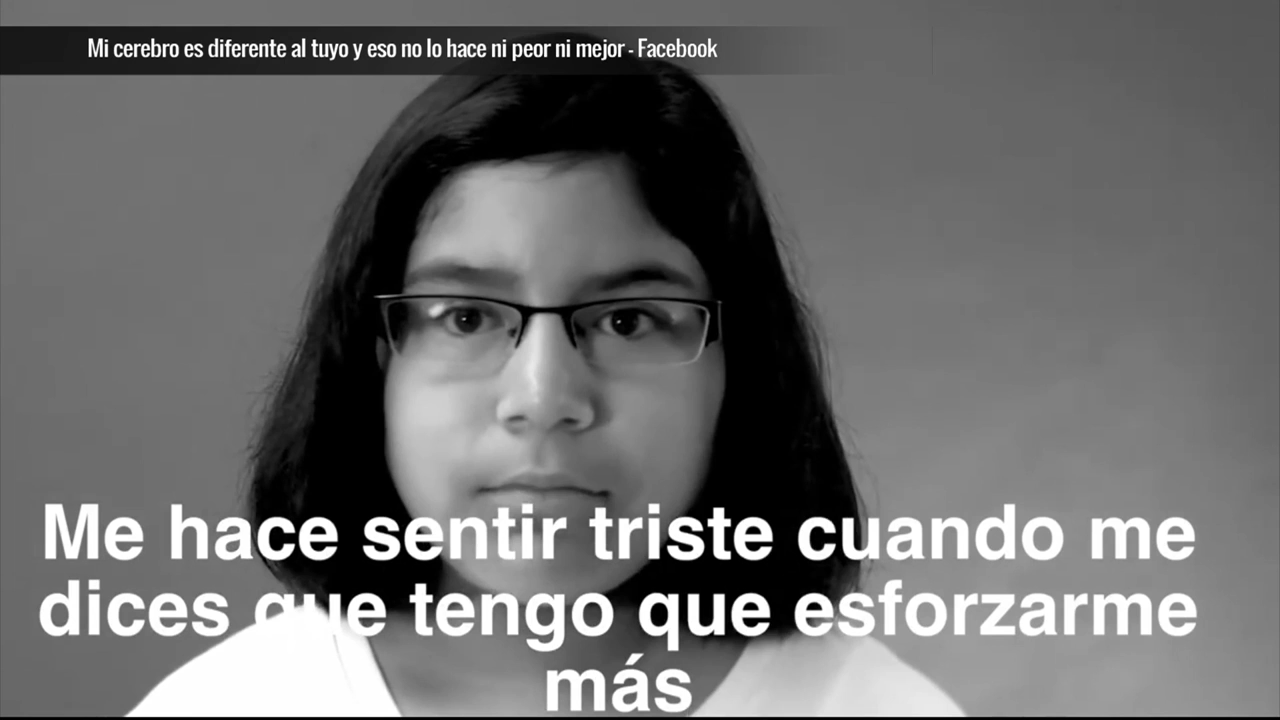 Mi cerebro es diferente al tuyo y eso no lo hace ni peor ni mejor - Facebook
Me hace sentir triste cuando me
dices que tengo que esforzarme
más